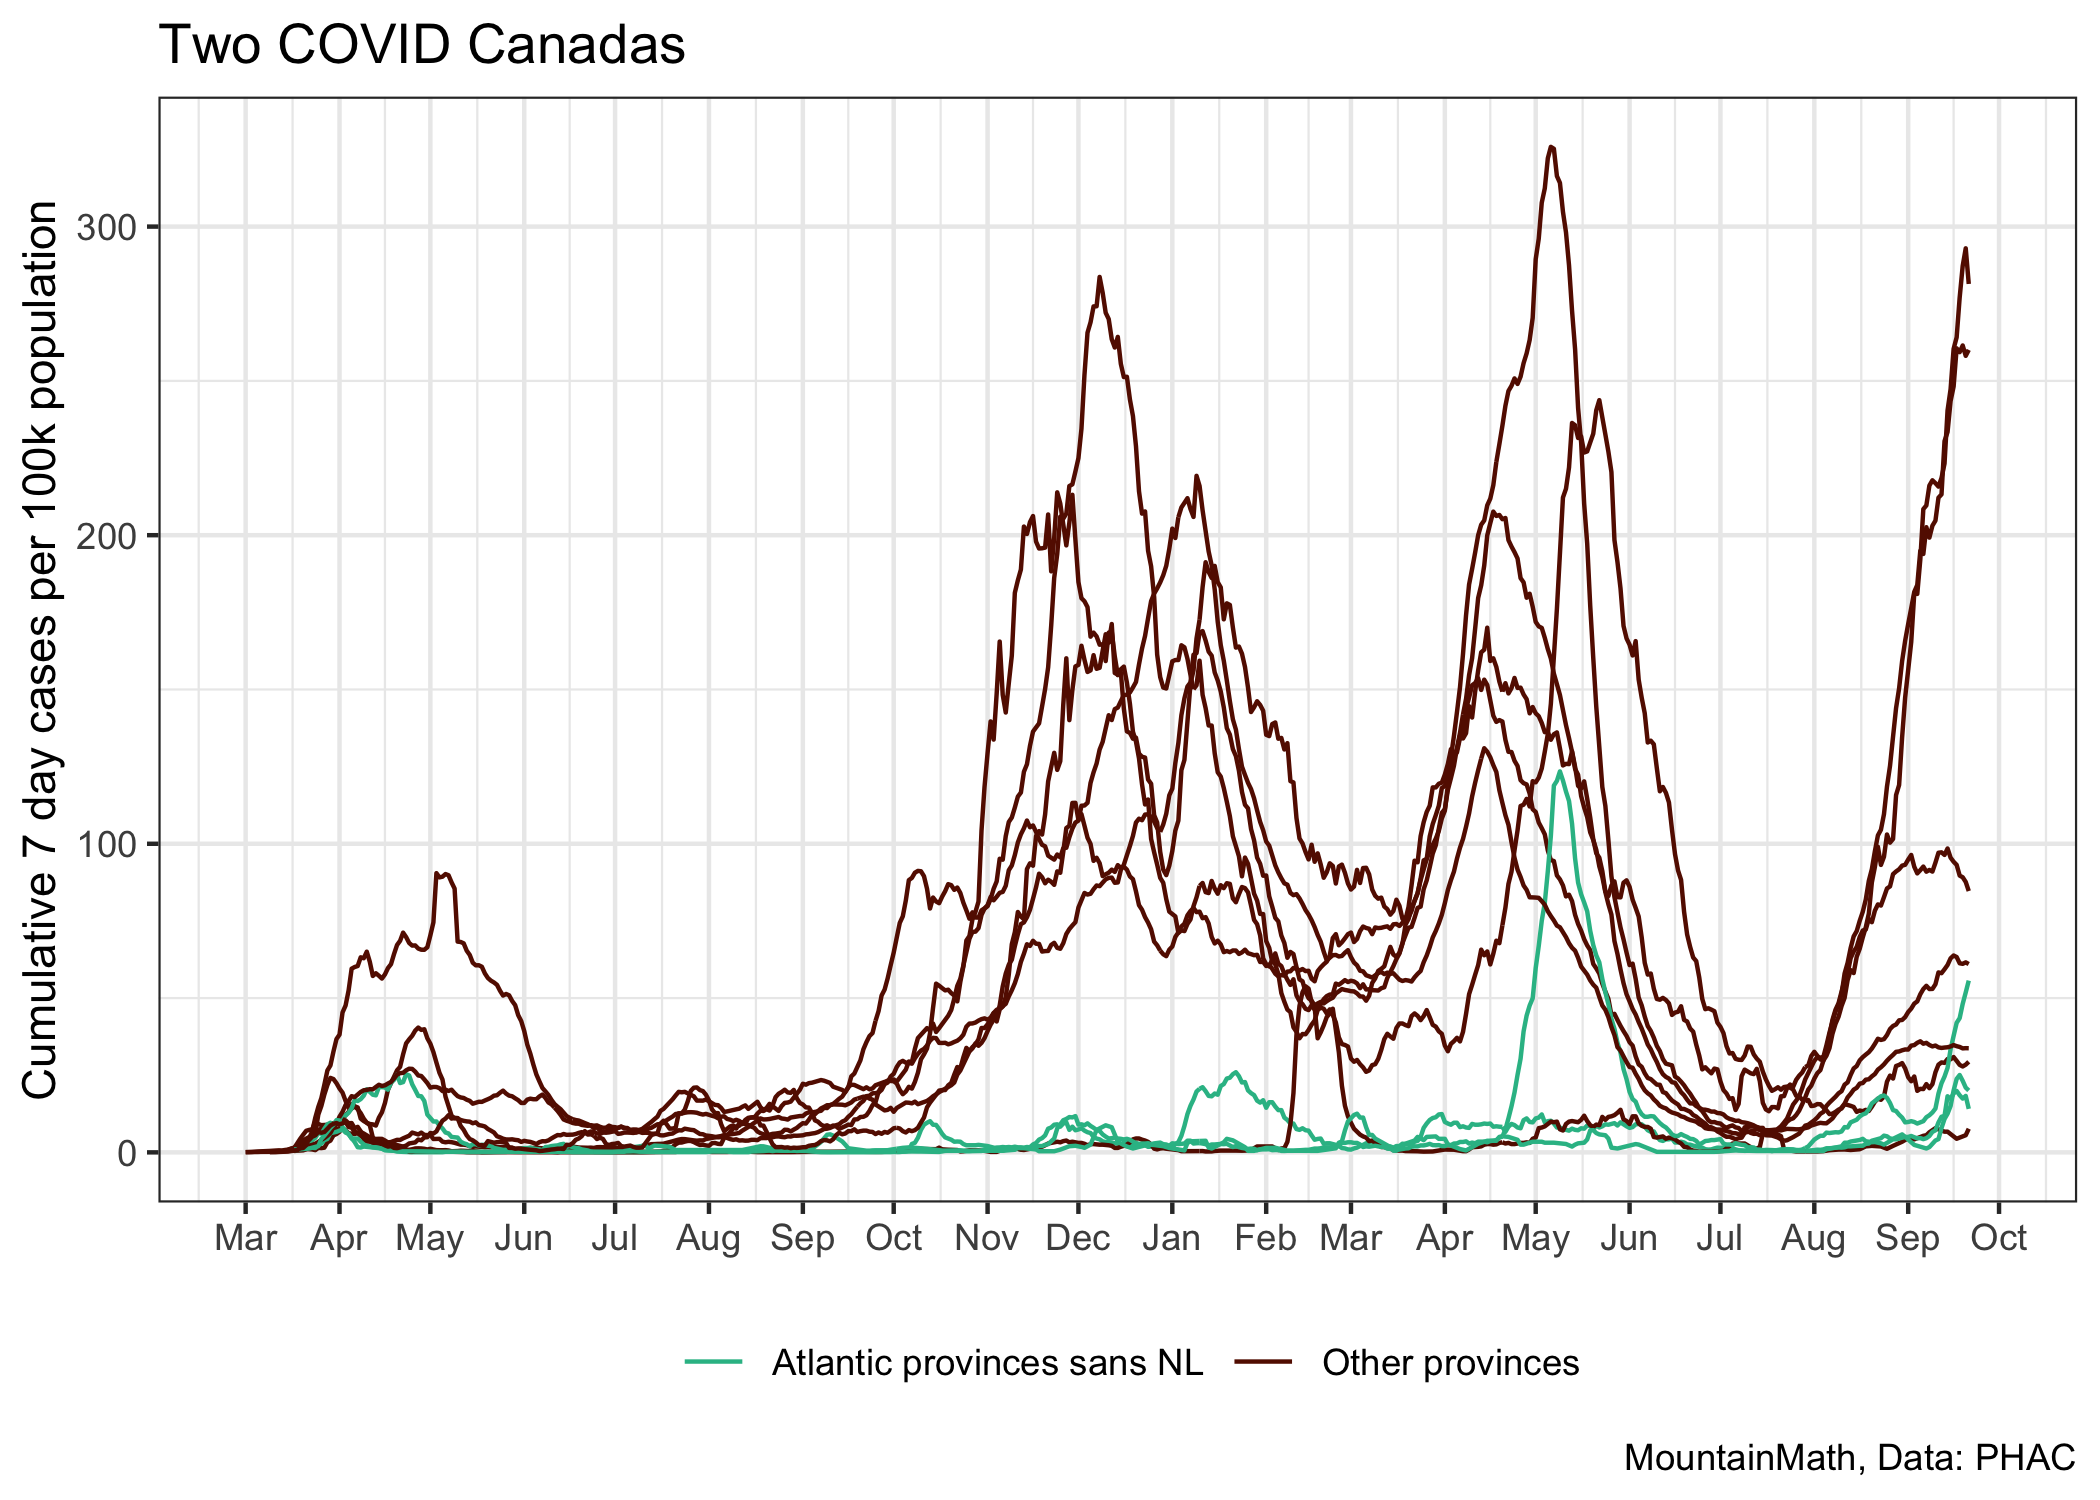 Two COVID Canadas
Cumulative 7 day cases per 100k population
300
200
100
0
Mar Apr May Jun Jul Aug Sep Oct Nov Dec Jan Feb Mar Apr May Jun Jul Aug Sep Oct
Atlantic provinces sans NL Other provinces
MountainMath, Data: PHAC